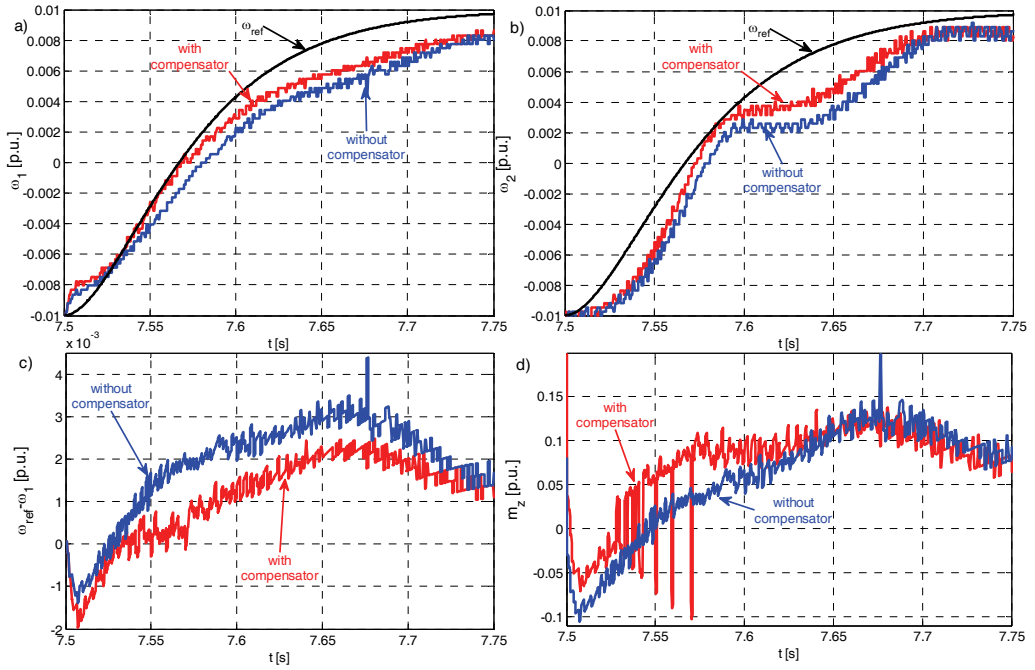 a)
ω1 [p.u.]
0.01
0.008
0.006
0.004
0.002
0
-0.002
-0.004
-0.006
-0.008
-0.01
ωref
with
compensator
without
compensator
7.5
7.55
7.6
7.65
7.7
7.75
t [s]
b)
ω2 [p.u.]
0.01
0.008
0.006
0.004
0.002
0
-0.002
-0.004
-0.006
-0.008
-0.01
ωref
with
compensator
without
compensator
7.5
7.55
7.6
7.65
7.7
7.75
t [s]
c)
x 10-3
ωref-ω1 [p.u.]
4
3
2
1
0
-1
-2
without
compensator
with
compensator
7.5
7.55
7.6
7.65
7.7
7.75
t [s]
d)
mz [p.u.]
0.15
0.1
0.05
0
-0.05
-0.1
with
compensator
without
compensator
7.5
7.55
7.6
7.65
7.7
7.75
t [s]